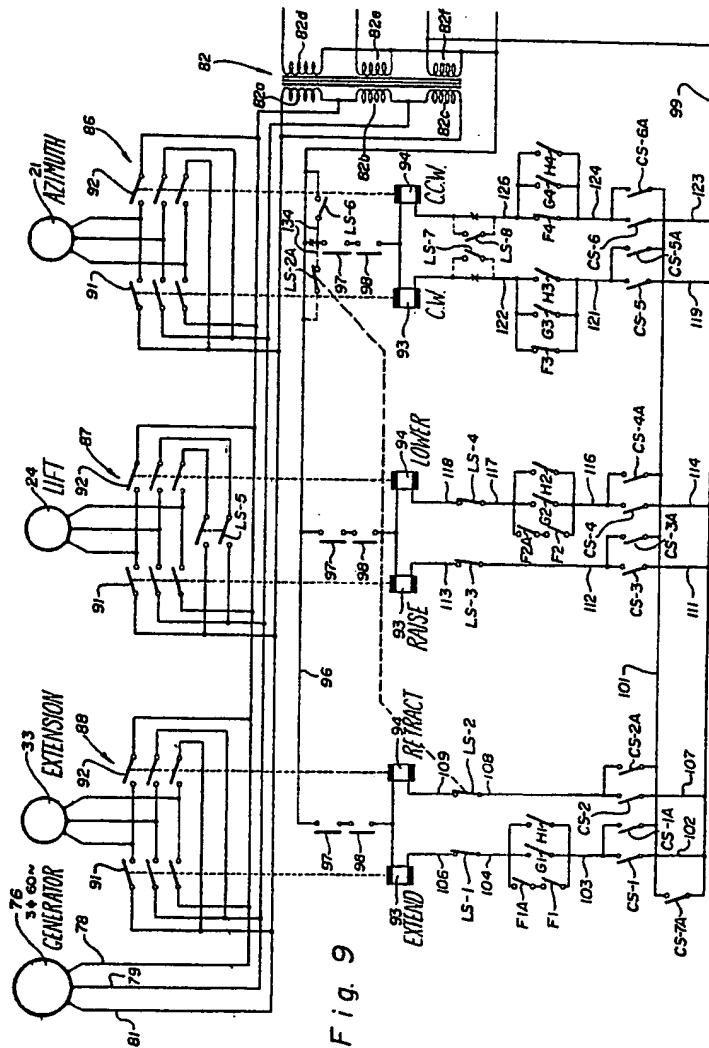 Fig. 9
76
3Φ 60~
GENERATOR
78
79
81
33
EXTENSION
88
91
92
24
LIFT
87
91
92
LS-5
21
AZIMUTH
86
91
92
82
82a
82b
82c
82d
82e
82f
96
97
98
97
98
97
98
134
LS-2A
LS-6
93
EXTEND
94
RETRACT
93
RAISE
94
LOWER
93
C.W.
94
C.C.W.
106
LS-1
104
109
LS-2
108
113
LS-3
112
118
LS-4
117
122
LS-7
LS-8
126
F1A
F1
G1
H1
103
F2A
F2
G2
H2
116
F3
G3
H3
121
F4
G4
H4
124
CS-1
CS-1A
102
CS-2
CS-2A
107
CS-7A
101
CS-3
CS-3A
111
CS-4
CS-4A
114
CS-5
CS-5A
119
CS-6
CS-6A
123
99